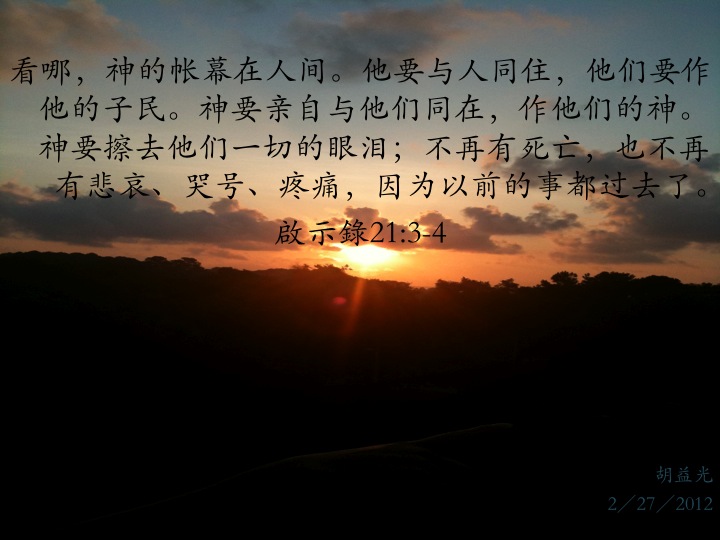 看哪，神的帐幕在人间。他要与人同住，他们要作
他的子民。神要亲自与他们同在，作他们的神。
神要擦去他们一切的眼泪；不再有死亡，也不再
有悲哀、哭号、疼痛，因为以前的事都过去了。
啟示錄21:3-4
胡益光
2／27／2012